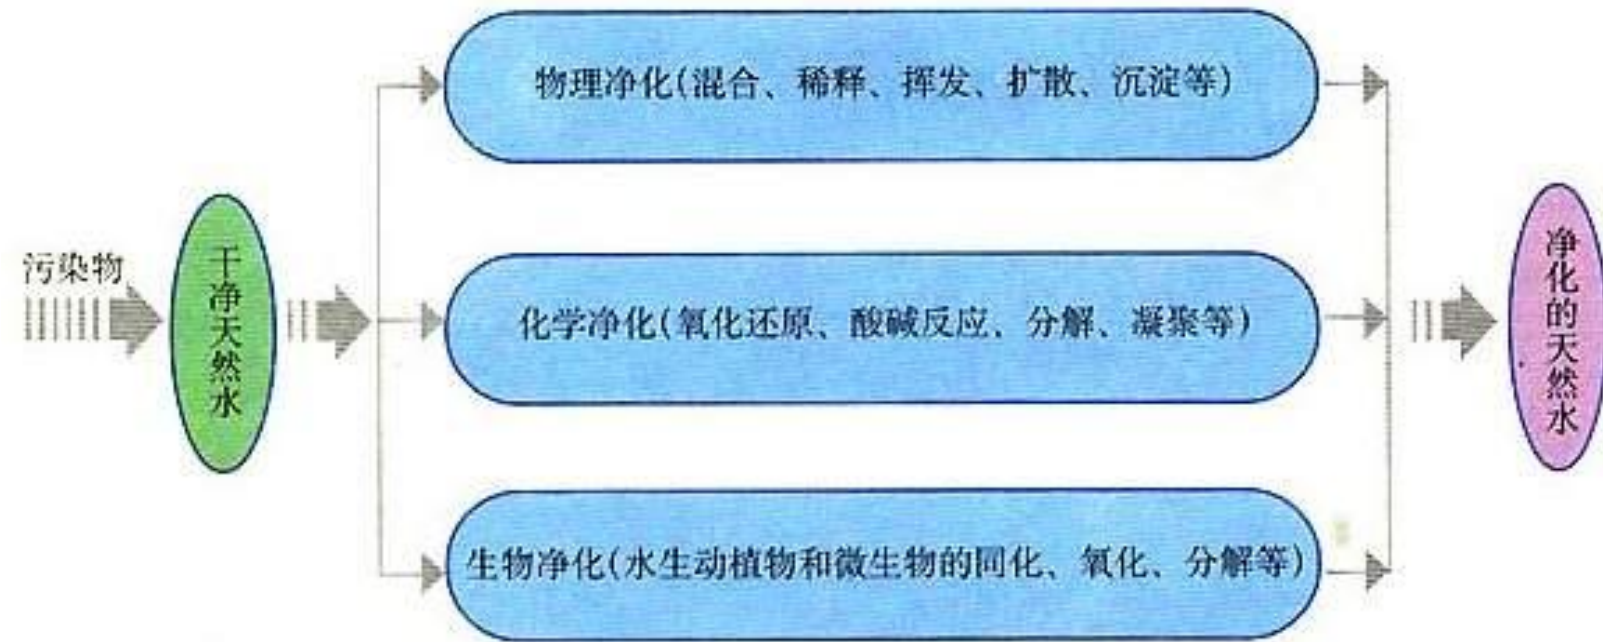 物理净化(混合、稀释、挥发、扩散、沉淀等)
污染物
干净天然水
化学净化(氧化还原、酸碱反应、分解、凝聚等)
净化的天然水
生物净化(水生动植物和微生物的同化、氧化、分解等)